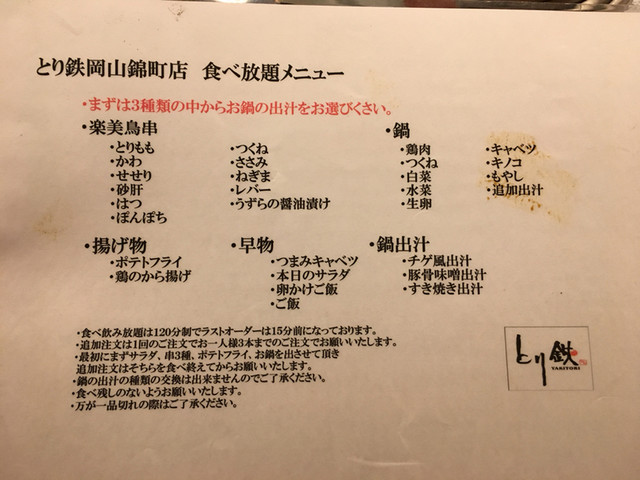 とり鉄岡山錦町店 食べ放題メニュー
・まずは3種類の中からお鍋の出汁をお選びくさい。
・楽美鳥串
・とりもも
・かわ
・せせり
・砂肝
・はつ
・ぼんぼち
・つくね
・ささみ
・ねぎま
・レバー
・うずらの醤油漬け
・鍋
・鶏肉
・つくね
・白菜
・水菜
・生卵
・キャベツ
・キノコ
・もやし
・追加出汁
・揚げ物
・ポテトフライ
・鶏のから揚げ
・早物
・つまみキャベツ
・本日のサラダ
・卵かけご飯
・ご飯
・鍋出汁
・チゲ風出汁
・豚骨味噌出汁
・すき焼き出汁
・食べ飲み放題は120分制でラストオーダーは15分前になっております。
・追加注文は1回のご注文でお一人様3本までのご注文でお願いいたします。
・最初にまずサラダ、串3種、ポテトフライ、お鍋を出させて頂き
追加注文はそちらを食べ終えてからお願いいたします。
・鍋の出汁の種類の交換は出来ませんのでご了承ください。
・食べ残しのないようお願いいたします。
・万が一品切れの際はご了承ください。
とり鉄
YAKITORI